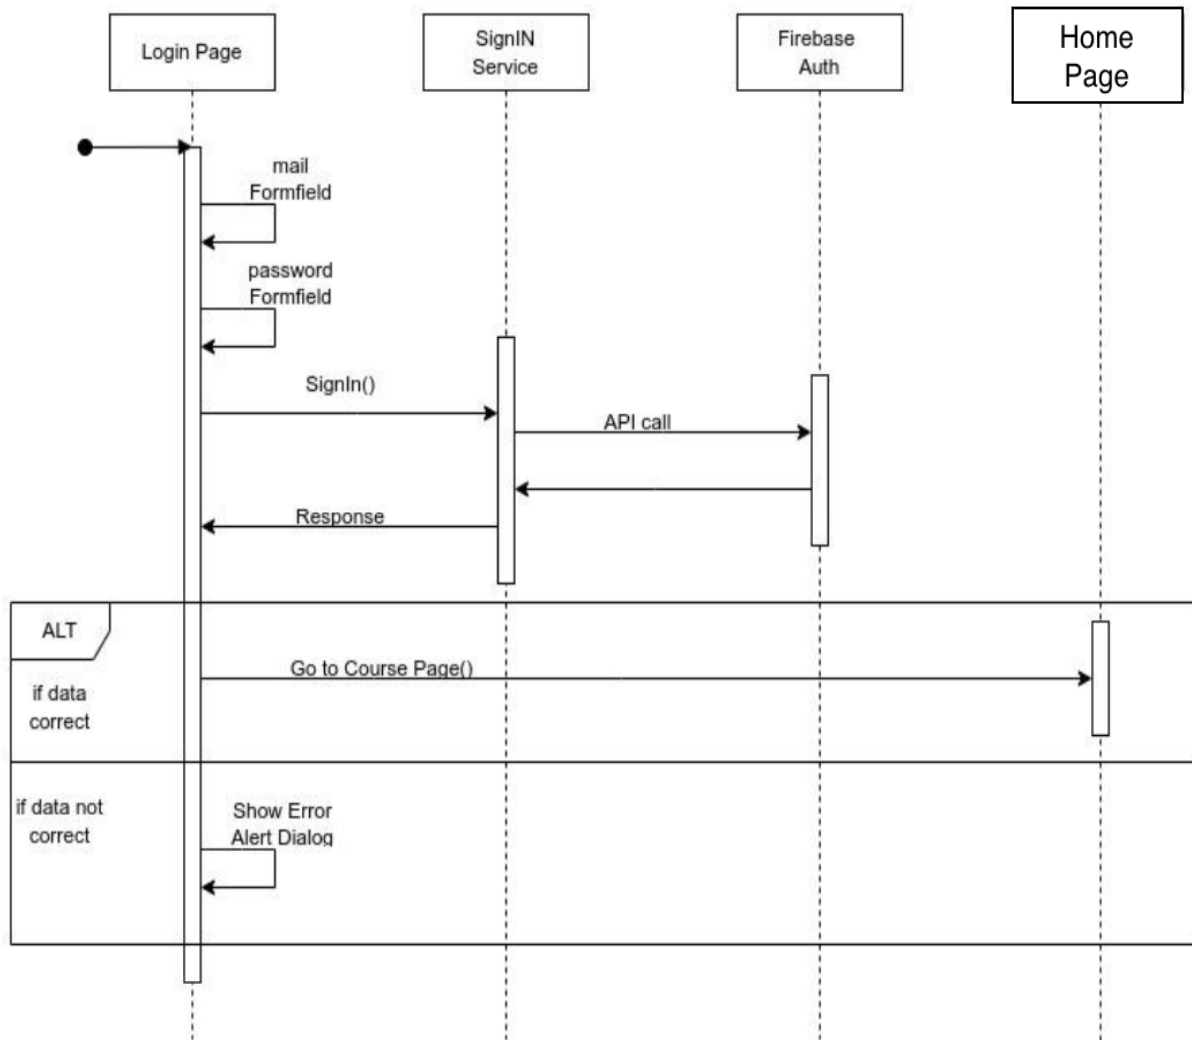 Login Page
SignIN
Service
Firebase
Auth
Home
Page
mail
Formfield
password
Formfield
SignIn()
API call
Response
ALT
Go to Course Page()
if data
correct
if data not
correct
Show Error
Alert Dialog